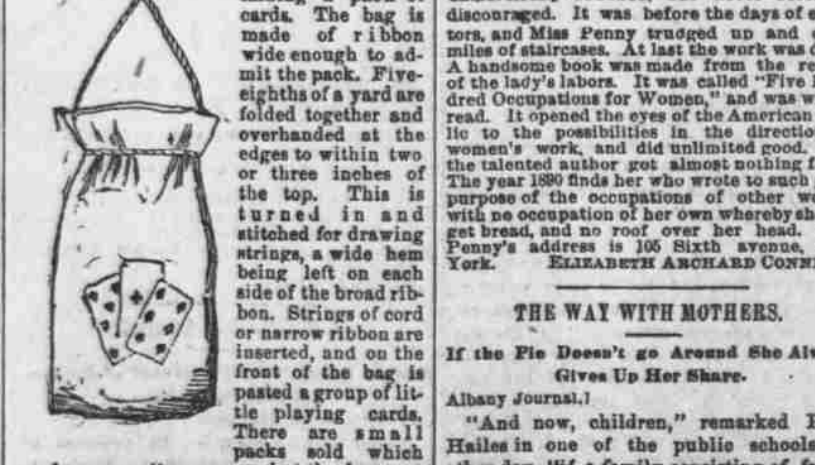 cards. The bag is
made of ribbon
wide enough to ad-
mit the pack. Five-
eighths of a yard are
folded together and
overhanded at the
edges to within two
or three inches of
the top. This is
turned in and
stitched for drawing
strings, a wide hem
being left on each
side of the broad rib-
bon. Strings of cord
or narrow ribbon are
inserted, and on the
front of the bag is
pasted a group of lit-
tle playing cards.
There are small
packs sold which
discouraged. It was before the days of
tors, and Miss Penny trudged up and
miles of staircases. At last the work was
A handsome book was made from the
of the lady's labors. It was called "Five
dred Occupations for Women," and was
read. It opened the eyes of the American
lic to the possibilities in the
women's work, and did unlimited good.
the talented author got almost nothing
The year 1890 finds her who wrote to such
purpose of the occupations of other
with no occupation of her own whereby
get bread, and no roof over her head.
Penny's address is 105 Sixth avenue,
York. ELIZABETH ARCHARD
THE WAY WITH MOTHERS.
If the Pie Doesn't go Around She
Gives Up Her Share.
Albany Journal.]
"And now, children," remarked
Hailes in one of the public schools